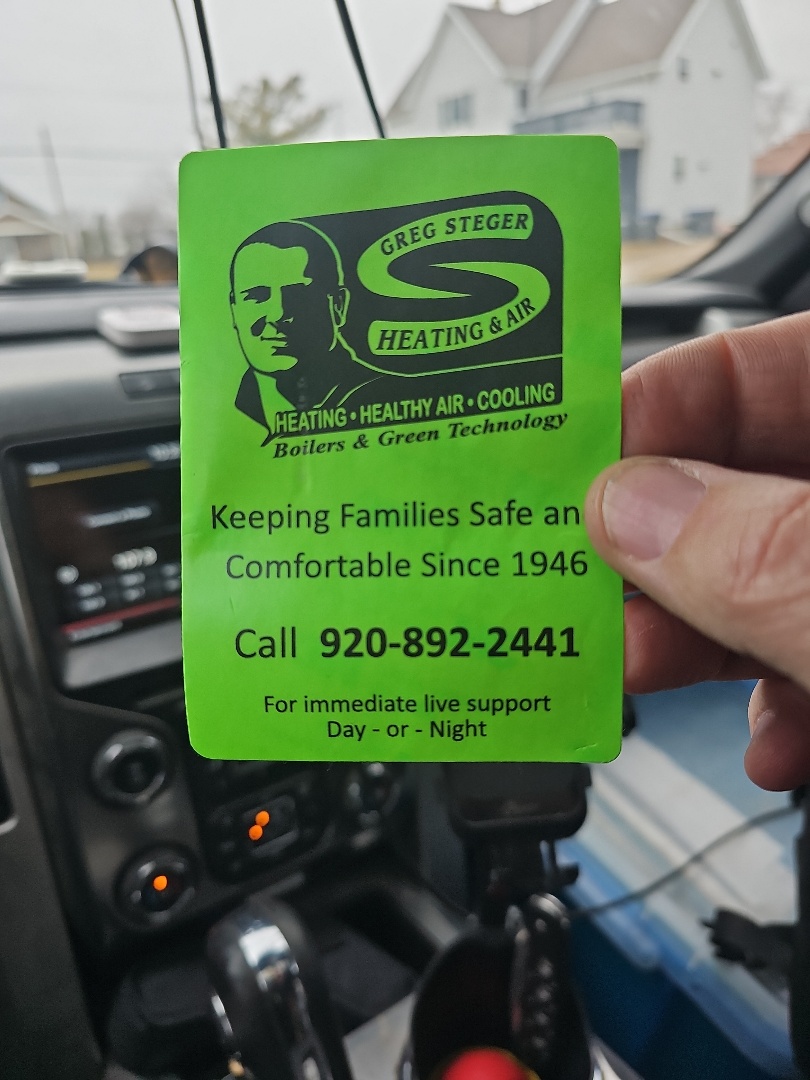 GREG STEGER
HEATING & AIR
HEATING • HEALTHY AIR • COOLING
Boilers & Green Technology
Keeping Families Safe an
Comfortable Since 1946
Call 920-892-2441
For immediate live support
Day - or - Night